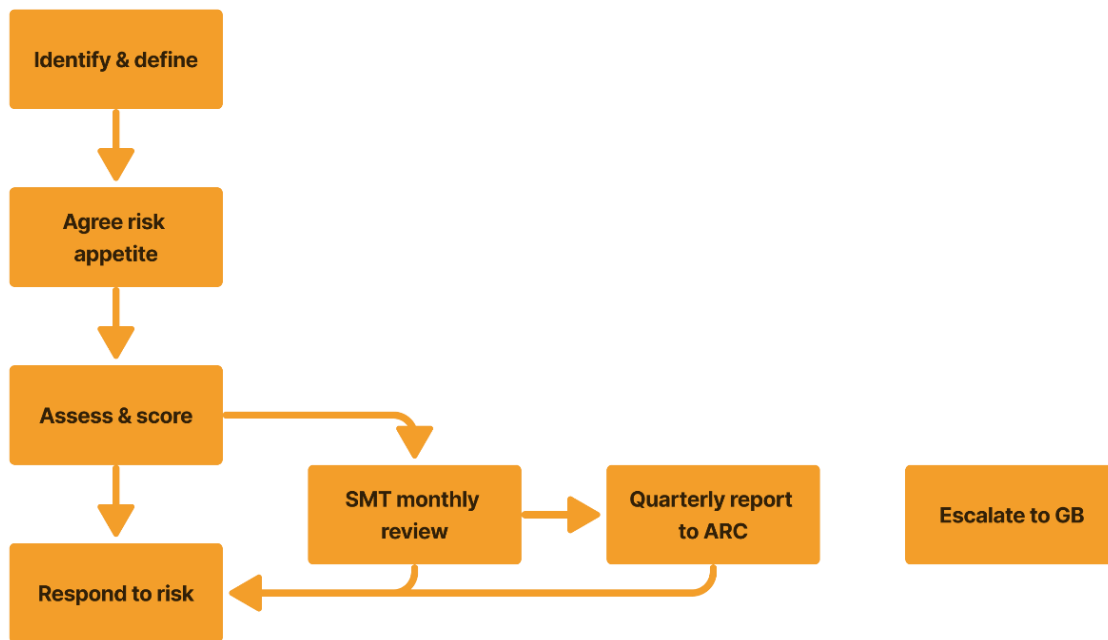 Identify & define
Agree risk
appetite
Assess & score
SMT monthly
review
Quarterly report
to ARC
Escalate to GB
Respond to risk